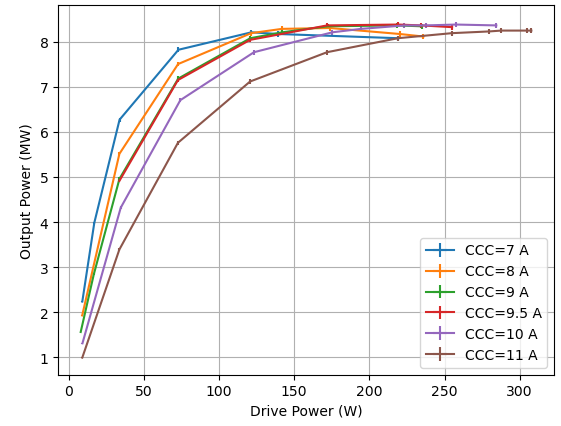 8
7
6
5
4
3
2
1
Output Power (MW)
CCC=7 A
CCC=8 A
CCC=9 A
CCC=9.5 A
CCC=10 A
CCC=11 A
0 50 100 150 200 250 300
Drive Power (W)